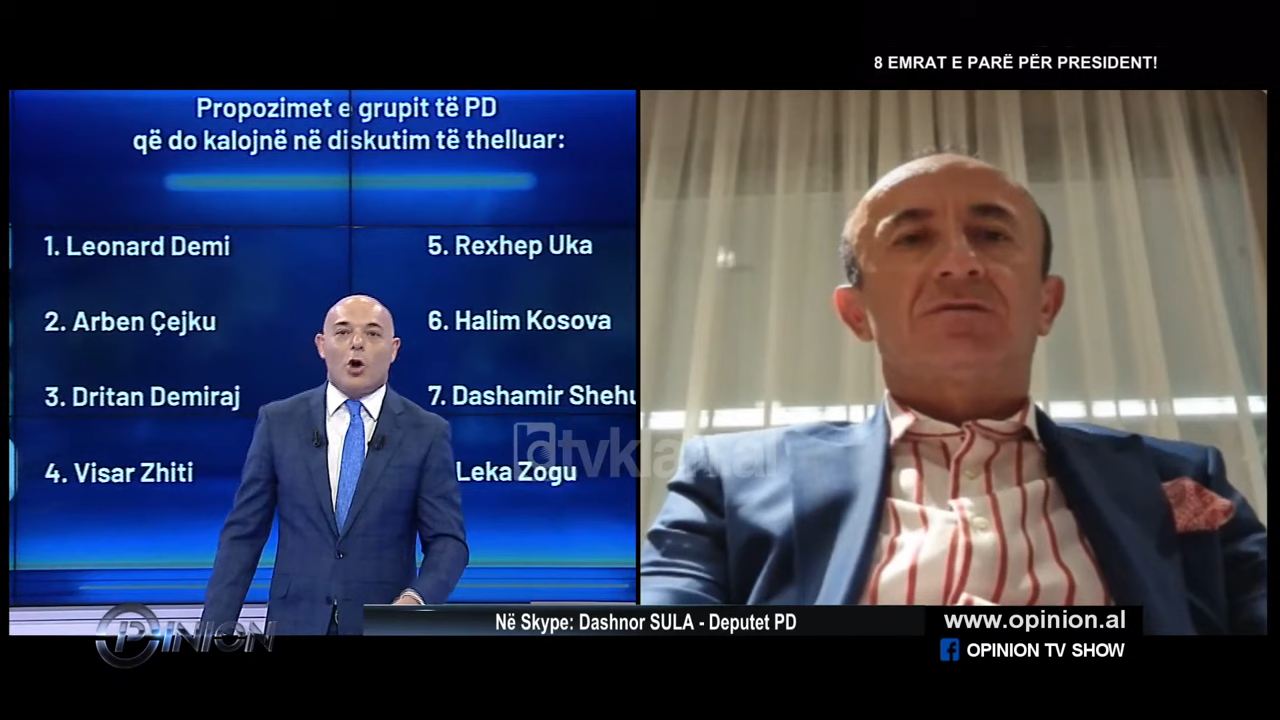 8 EMRAT E PARË PËR PRESIDENT!
Propozimet e grupit të PD
që do kalojnë në diskutim të thelluar:
1. Leonard Demi
2. Arben Çejku
3. Dritan Demiraj
4. Visar Zhiti
5. Rexhep Uka
6. Halim Kosova
7. Dashamir Shehu
Leka Zogu
tvklan.al
Në Skype: Dashnor SULA - Deputet PD
OPINION
www.opinion.al
OPINION TV SHOW